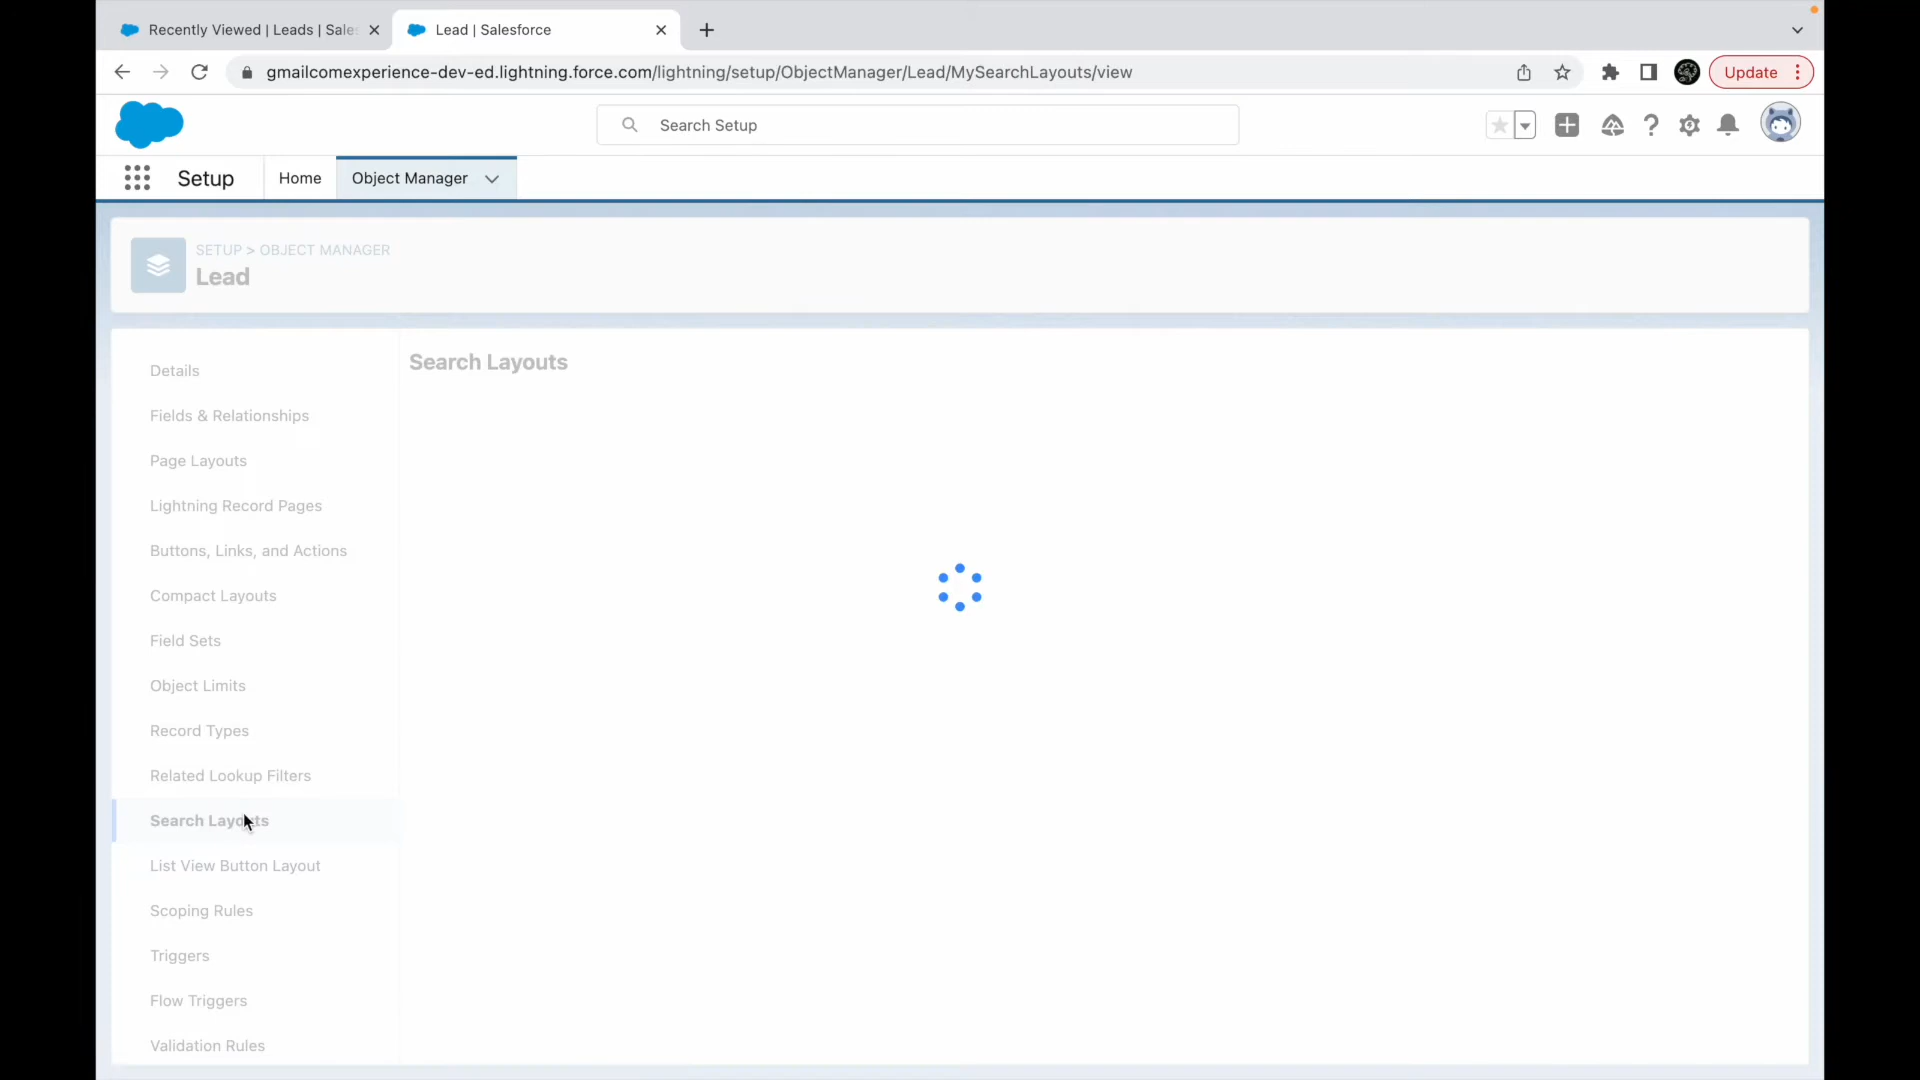 Recently Viewed | Leads | Sale
Lead | Salesforce
gmailcomexperience-dev-ed.lightning.force.com/lightning/setup/ObjectManager/Lead/MySearchLayouts/view
Update
Search Setup
Setup
Home
Object Manager
SETUP > OBJECT MANAGER
Lead
Details
Fields & Relationships
Page Layouts
Lightning Record Pages
Buttons, Links, and Actions
Compact Layouts
Field Sets
Object Limits
Record Types
Related Lookup Filters
Search Layouts
List View Button Layout
Scoping Rules
Triggers
Flow Triggers
Validation Rules
Search Layouts